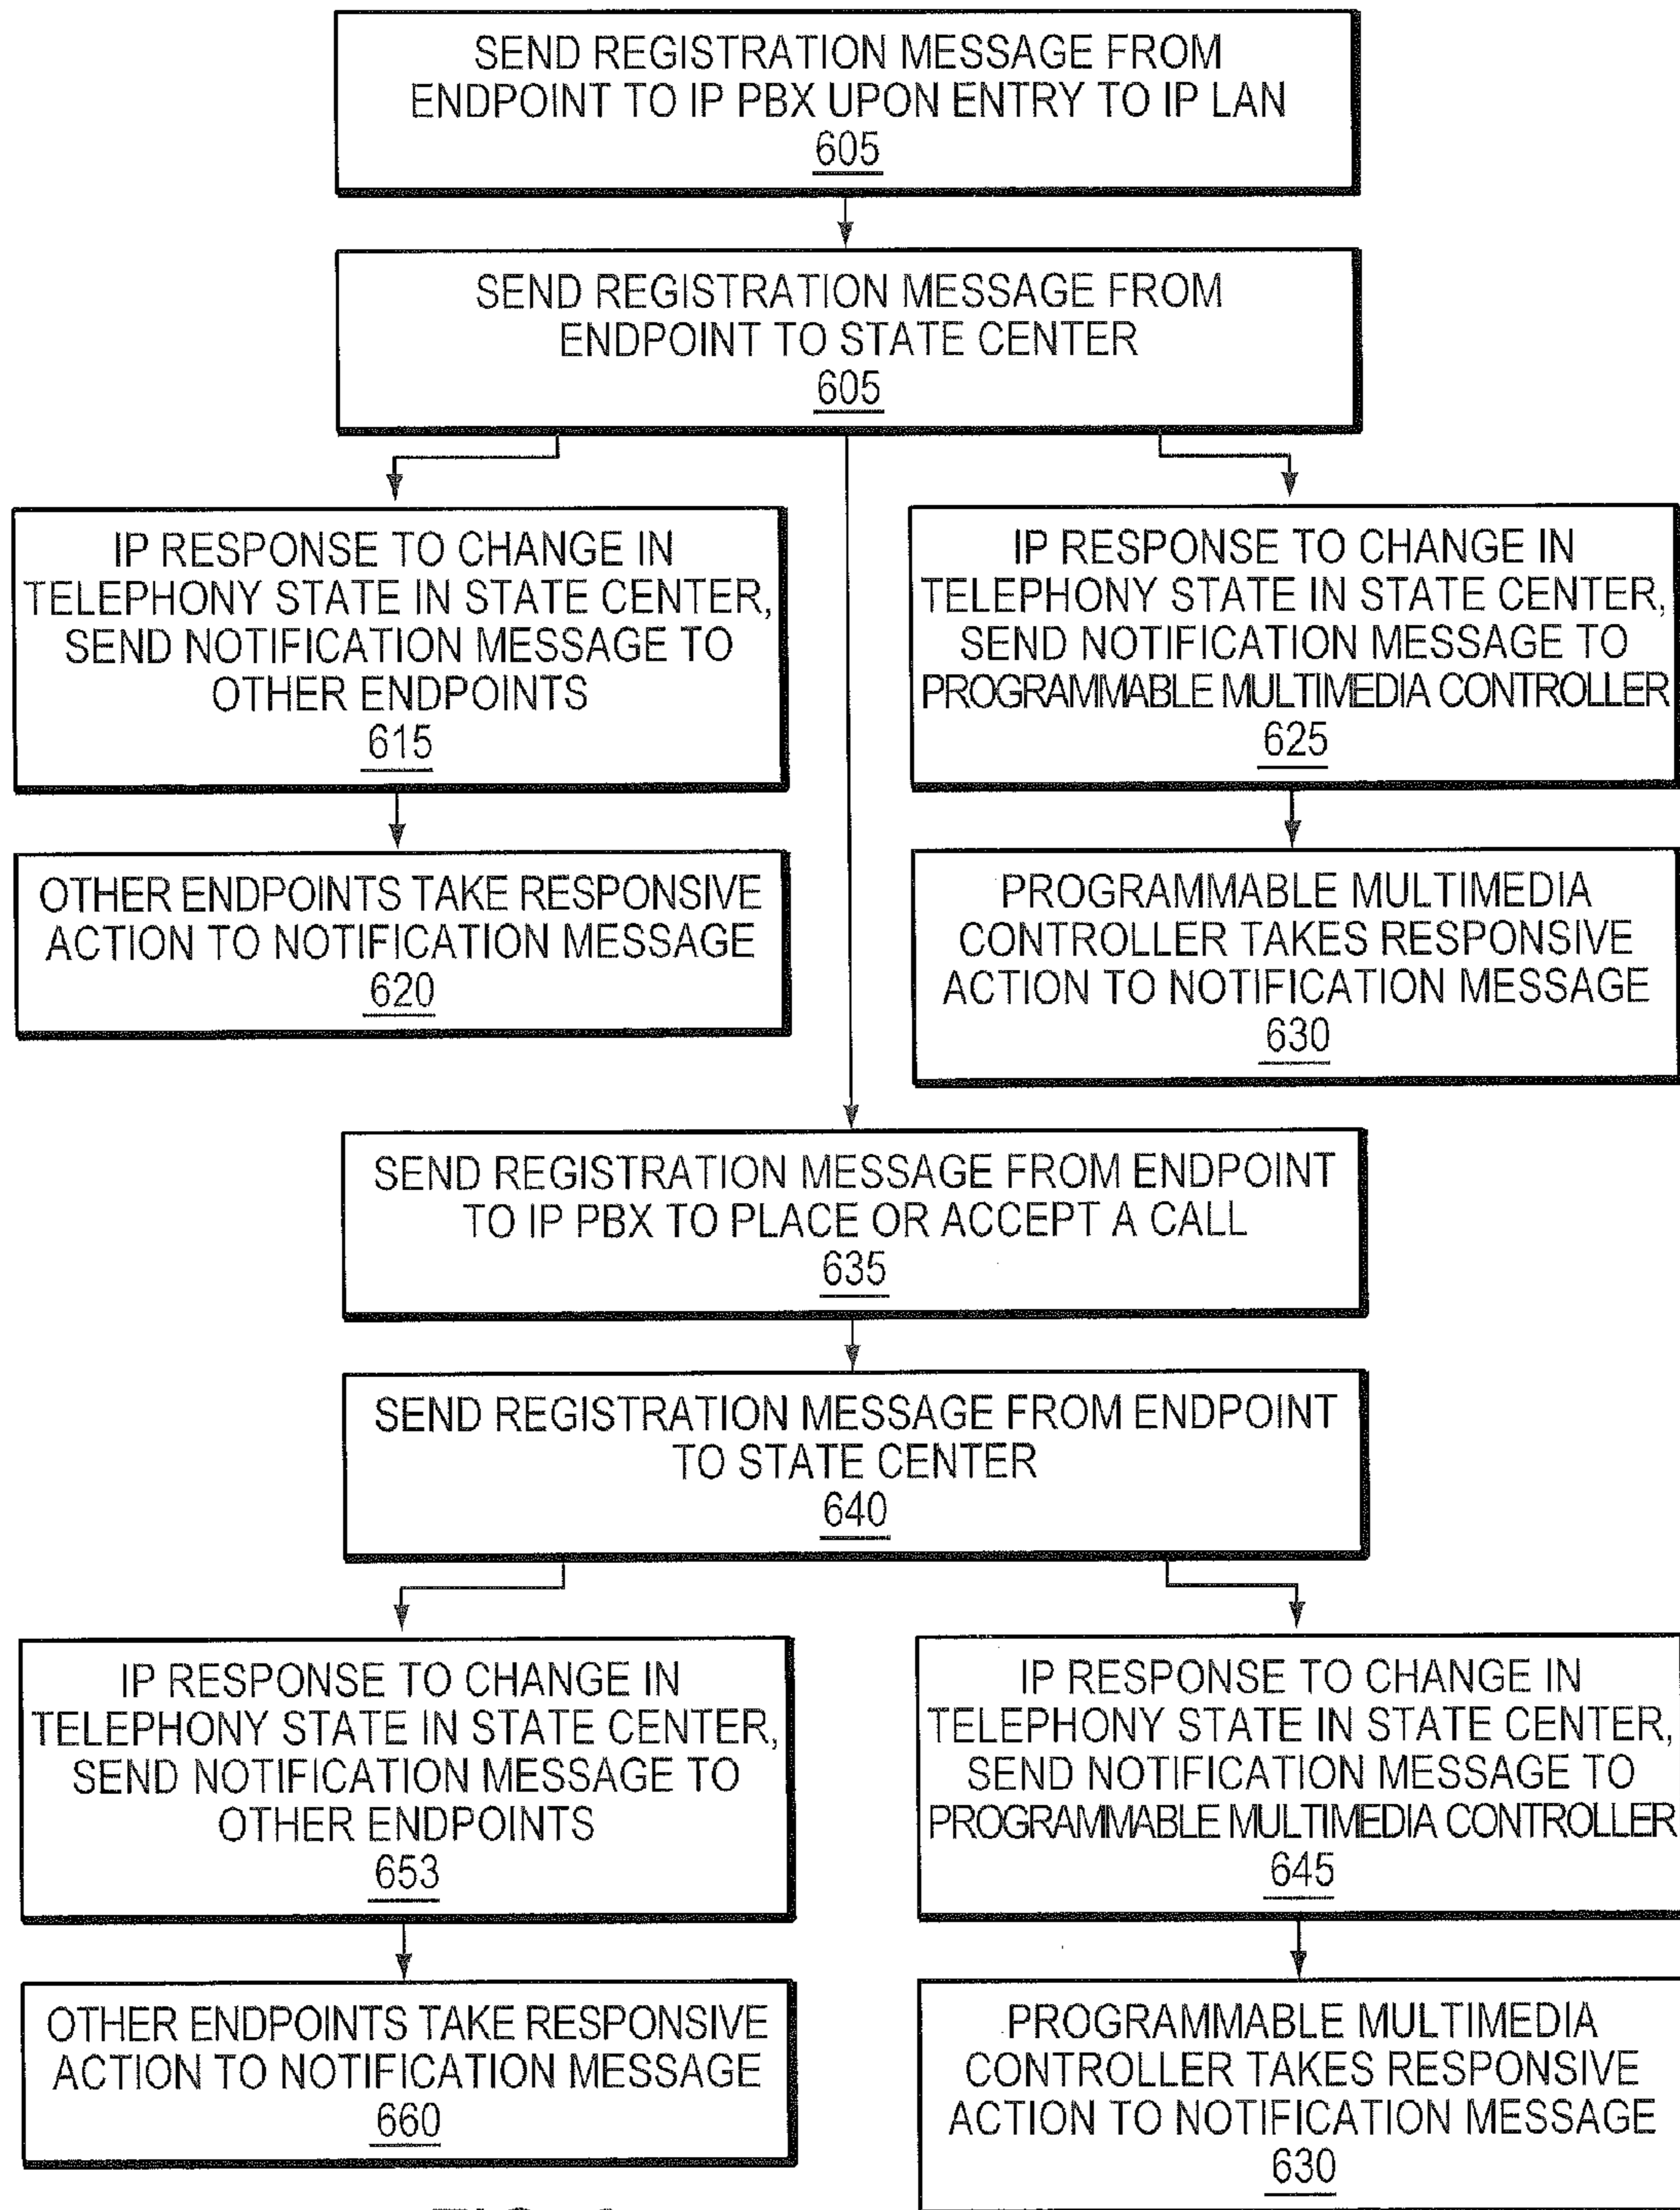 SEND REGISTRATION MESSAGE FROM
ENDPOINT TO IP PBX UPON ENTRY TO IP LAN
605
SEND REGISTRATION MESSAGE FROM
ENDPOINT TO STATE CENTER
605
IP RESPONSE TO CHANGE IN
TELEPHONY STATE IN STATE CENTER,
SEND NOTIFICATION MESSAGE TO
OTHER ENDPOINTS
615
IP RESPONSE TO CHANGE IN
TELEPHONY STATE IN STATE CENTER,
SEND NOTIFICATION MESSAGE TO
PROGRAMMABLE MULTIMEDIA CONTROLLER
625
OTHER ENDPOINTS TAKE RESPONSIVE
ACTION TO NOTIFICATION MESSAGE
620
PROGRAMMABLE MULTIMEDIA
CONTROLLER TAKES RESPONSIVE
ACTION TO NOTIFICATION MESSAGE
630
SEND REGISTRATION MESSAGE FROM ENDPOINT
TO IP PBX TO PLACE OR ACCEPT A CALL
635
SEND REGISTRATION MESSAGE FROM ENDPOINT
TO STATE CENTER
640
IP RESPONSE TO CHANGE IN
TELEPHONY STATE IN STATE CENTER,
SEND NOTIFICATION MESSAGE TO
OTHER ENDPOINTS
653
IP RESPONSE TO CHANGE IN
TELEPHONY STATE IN STATE CENTER,
SEND NOTIFICATION MESSAGE TO
PROGRAMMABLE MULTIMEDIA CONTROLLER
645
OTHER ENDPOINTS TAKE RESPONSIVE
ACTION TO NOTIFICATION MESSAGE
660
PROGRAMMABLE MULTIMEDIA
CONTROLLER TAKES RESPONSIVE
ACTION TO NOTIFICATION MESSAGE
630